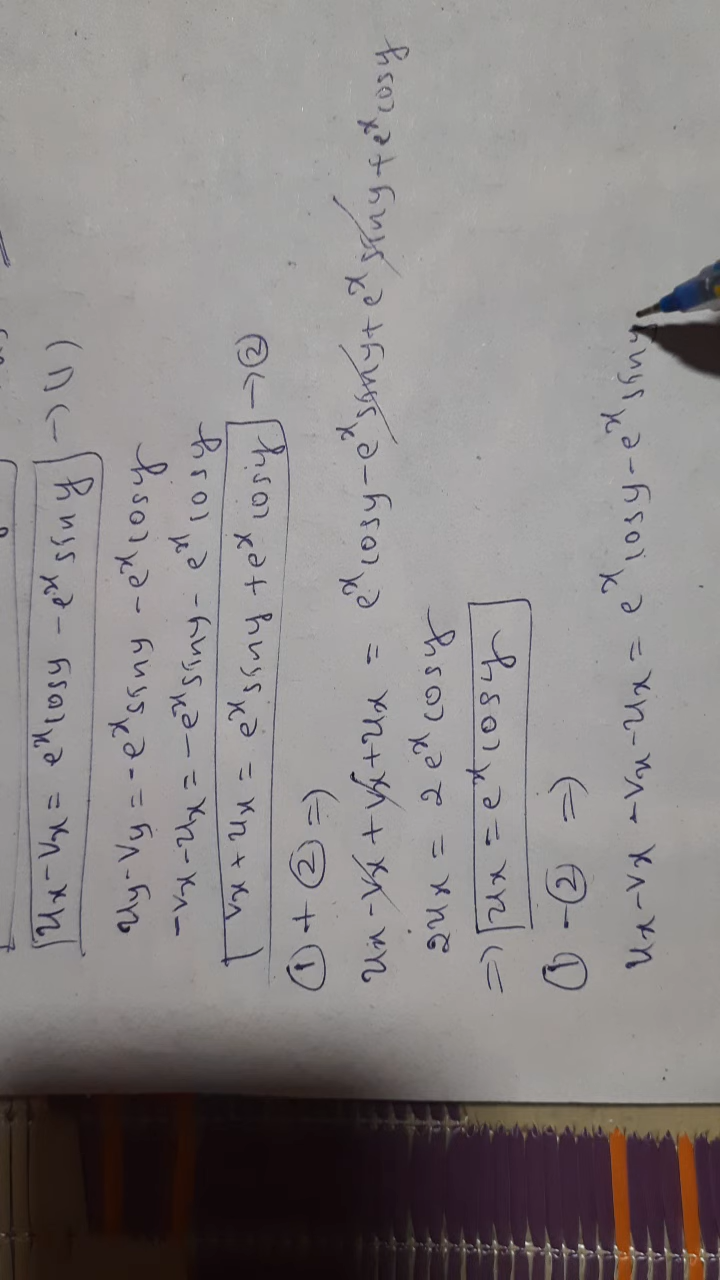 ux - vx = e^x cosy - e^x siny → (1)
uy - vy = -e^x siny - e^x cosy
-vx - ux = -e^x siny - e^x cosy
vx + ux = e^x siny + e^x cosy → ②
① + ② ⇒
ux - vx + vx + ux = e^x cosy - e^x siny + e^x siny + e^x cosy
2ux = 2e^x cosy
⇒ ux = e^x cosy
① - ② ⇒
ux - vx - vx - ux = e^x cosy - e^x siny